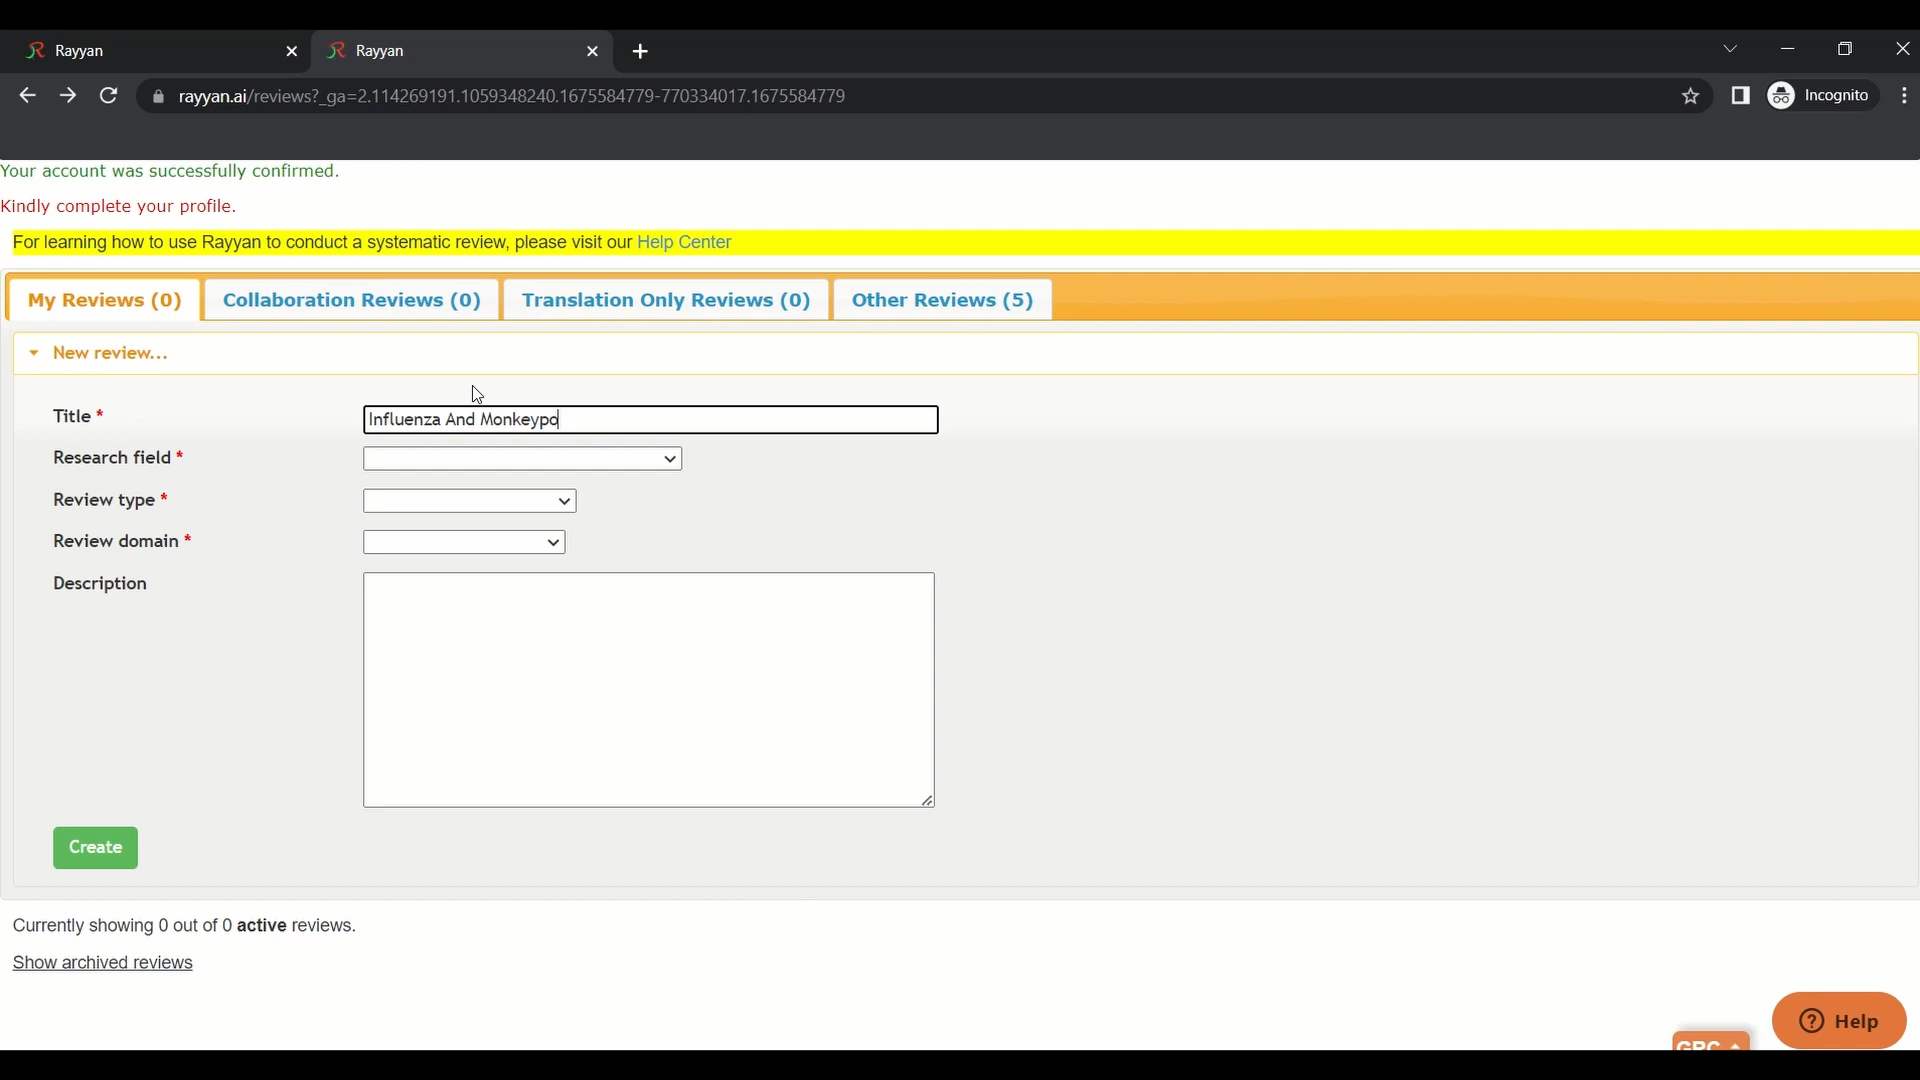 Rayyan
Rayyan
rayyan.ai/reviews?_ga=2.114269191.1059348240.1675584779-770334017.1675584779
Incognito
Your account was successfully confirmed.
Kindly complete your profile.
For learning how to use Rayyan to conduct a systematic review, please visit our Help Center
My Reviews (0)
Collaboration Reviews (0)
Translation Only Reviews (0)
Other Reviews (5)
New review...
Title *
Influenza And Monkeypo
Research field *
Review type *
Review domain *
Description
Create
Currently showing 0 out of 0 active reviews.
Show archived reviews
Help